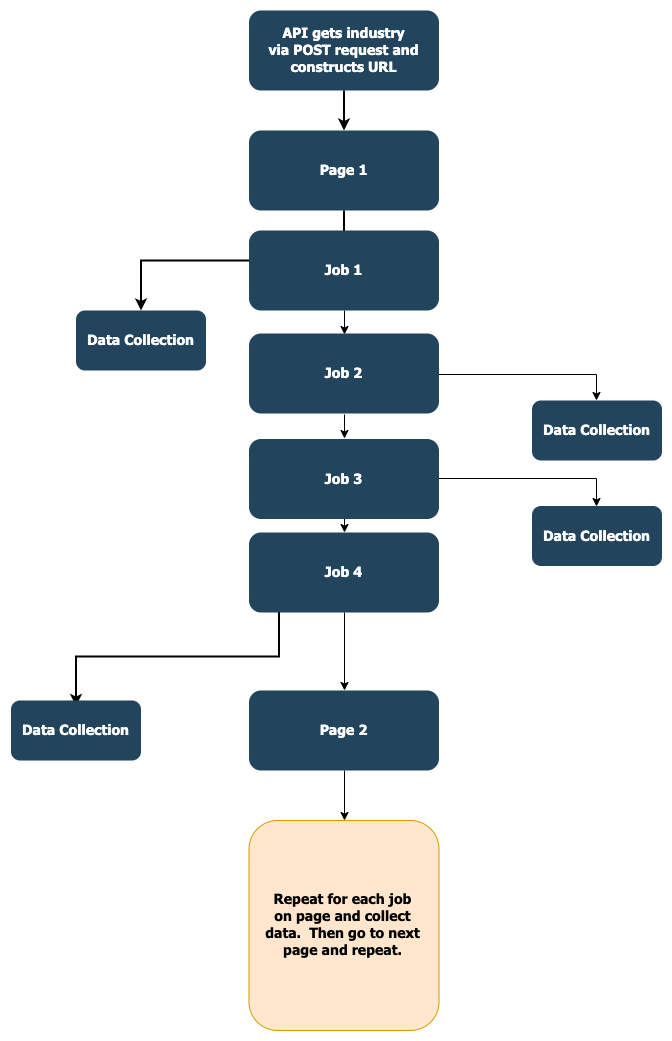 API gets industry
via POST request and
constructs URL
Page 1
Job 1
Data Collection
Job 2
Data Collection
Job 3
Data Collection
Job 4
Data Collection
Page 2
Repeat for each job
on page and collect
data.  Then go to next
page and repeat.